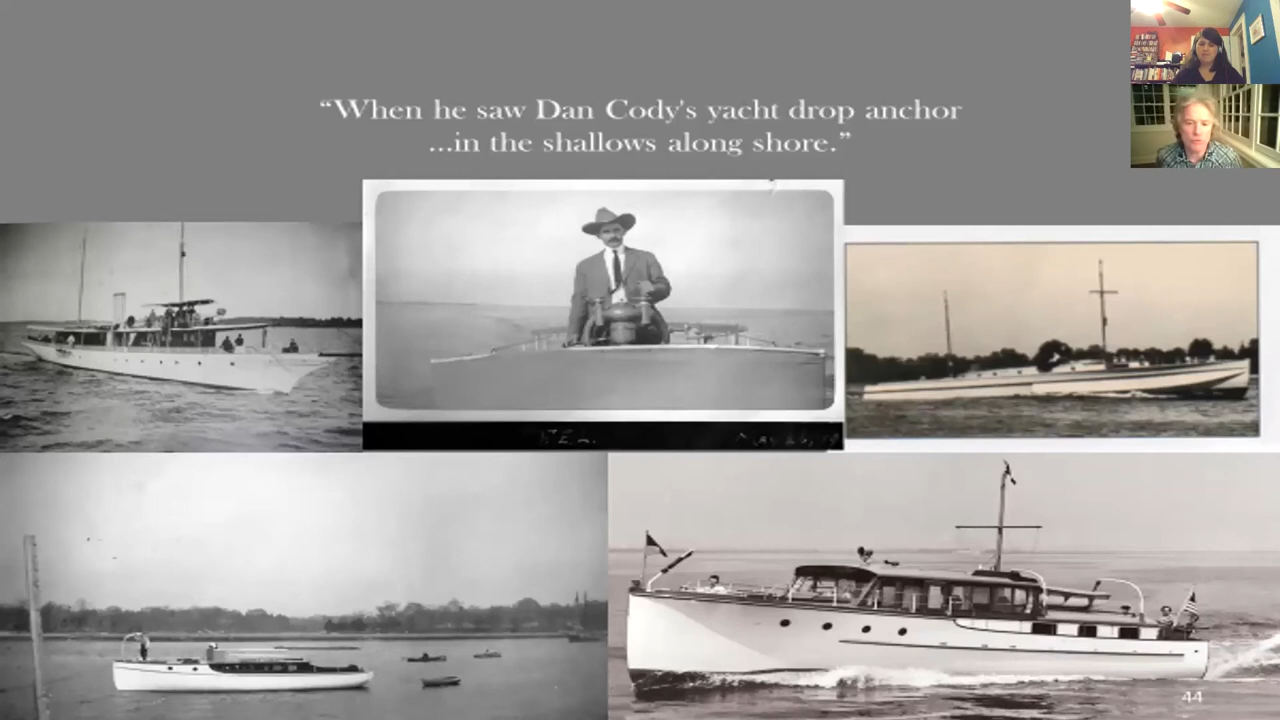 “When he saw Dan Cody's yacht drop anchor
...in the shallows along shore.”
44